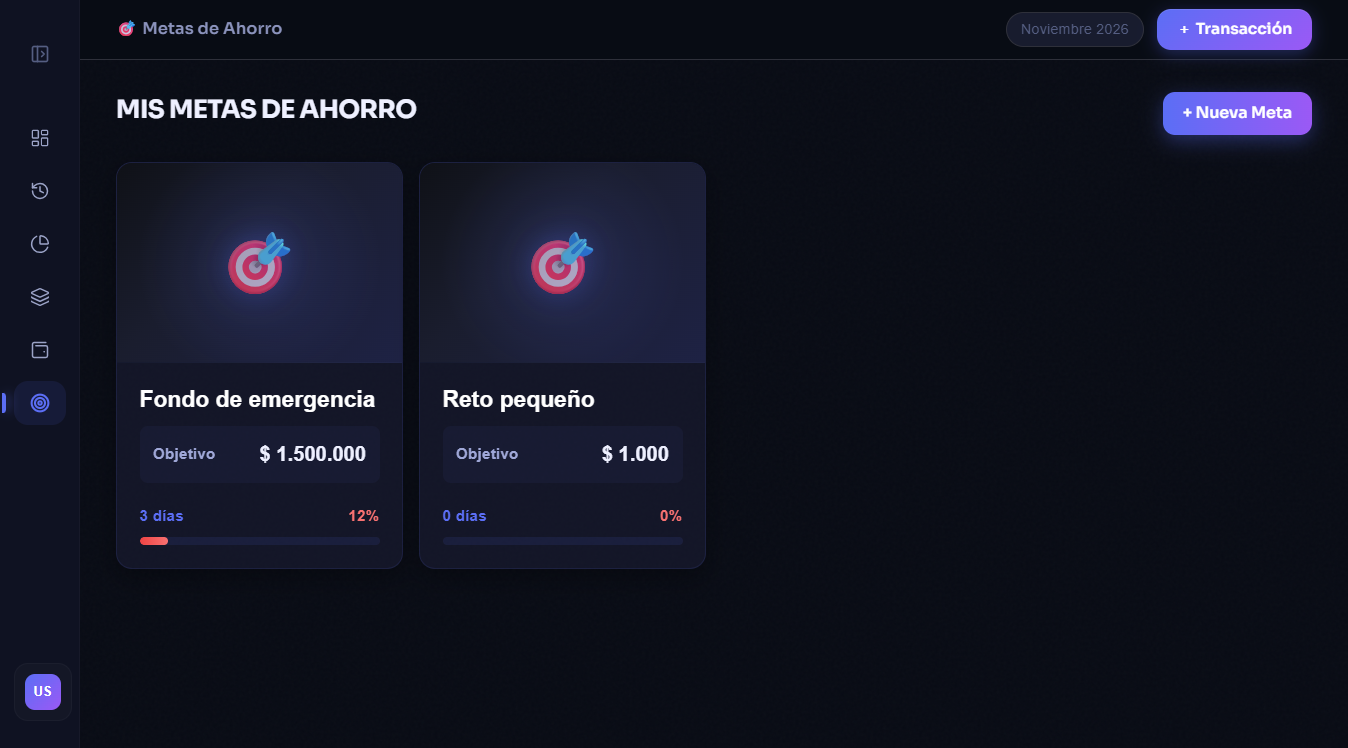 Metas de Ahorro
Noviembre 2026
+ Transacción
MIS METAS DE AHORRO
+ Nueva Meta
Fondo de emergencia
Objetivo $ 1.500.000
3 días 12%
Reto pequeño
Objetivo $ 1.000
0 días 0%
US